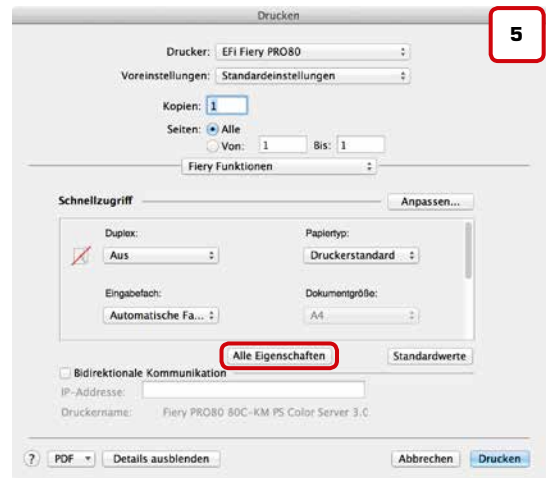 Drucken
5
Drucker: EFI Fiery PRO80
Voreinstellungen: Standardeinstellungen
Kopien: 1
Seiten: Alle
Von: 1 Bis: 1
Fiery Funktionen
Schnellzugriff Anpassen...
Duplex: Papiertyp:
Aus Druckerstandard
Eingabefach: Dokumentgröße:
Automatische Fa... A4
Alle Eigenschaften Standardwerte
Bidirektionale Kommunikation
IP-Addresse:
Druckername: Fiery PRO80 80C-KM PS Color Server 3.0
? PDF Details ausblenden Abbrechen Drucken